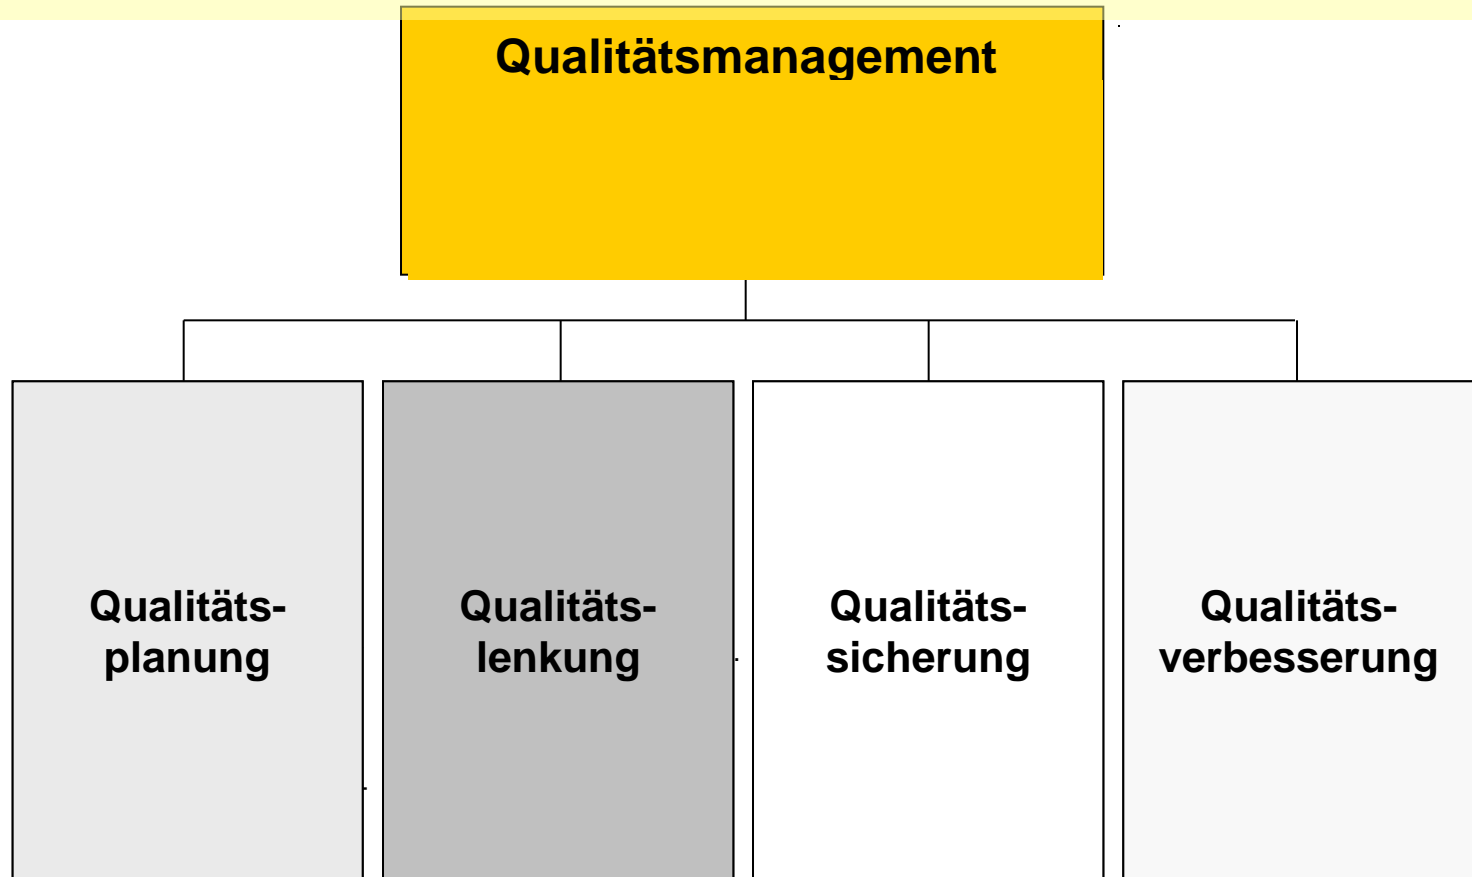 Qualitätsmanagement
Qualitäts-
planung
Qualitäts-
lenkung
Qualitäts-
sicherung
Qualitäts-
verbesserung